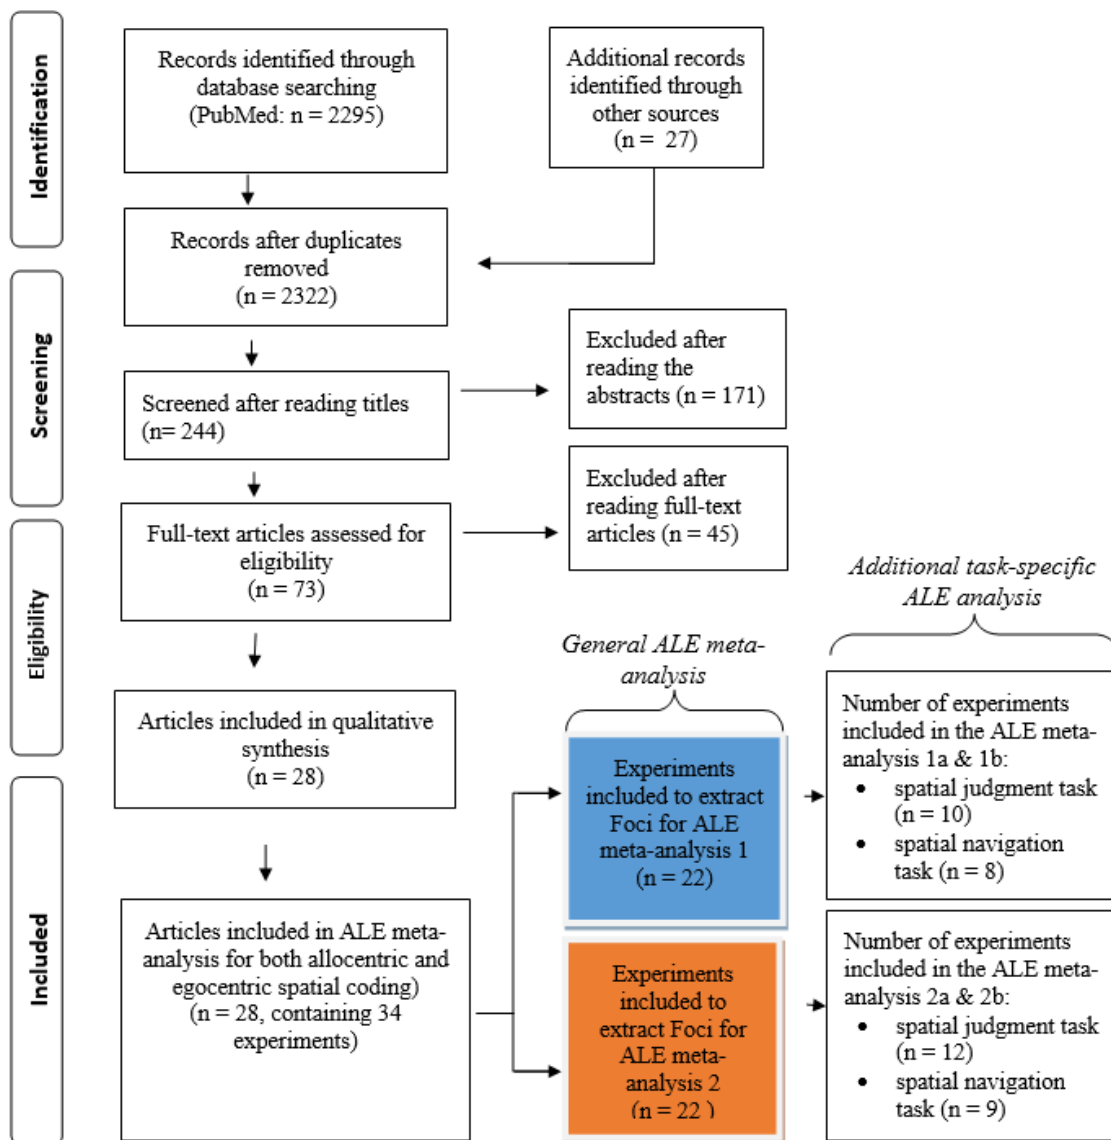 Identification
Records identified through
database searching
(PubMed: n = 2295)
Additional records
identified through
other sources
(n =  27)
Records after duplicates
removed
(n = 2322)
Screening
Screened after reading titles
(n= 244)
Excluded after
reading the
abstracts (n = 171)
Full-text articles assessed for
eligibility
(n = 73)
Excluded after
reading full-text
articles (n = 45)
Eligibility
Articles included in qualitative
synthesis
(n = 28)
General ALE meta-
analysis
Additional task-specific
ALE analysis
Included
Articles included in ALE meta-
analysis for both allocentric and
egocentric spatial coding)
(n = 28, containing 34
experiments)
Experiments
included to extract
Foci for ALE
meta-analysis 1
(n = 22)
Number of experiments
included in the ALE meta-
analysis 1a & 1b:
• spatial judgment task
(n = 10)
• spatial navigation
task (n = 8)
Experiments
included to
extract Foci for
ALE meta-
analysis 2
(n = 22 )
Number of experiments
included in the ALE meta-
analysis 2a & 2b:
• spatial judgment task
(n = 12)
• spatial navigation
task (n = 9)